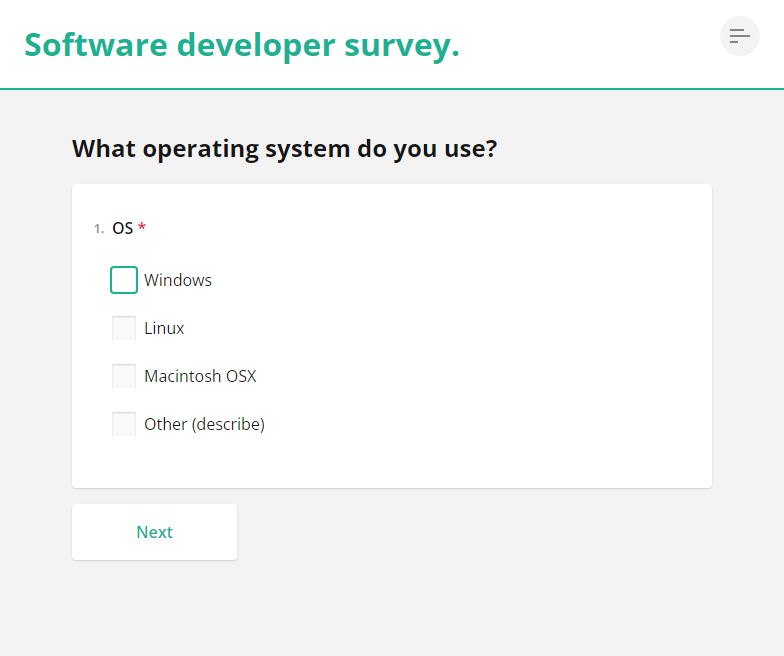 Software developer survey.
What operating system do you use?
1. OS *
Windows
Linux
Macintosh OSX
Other (describe)
Next